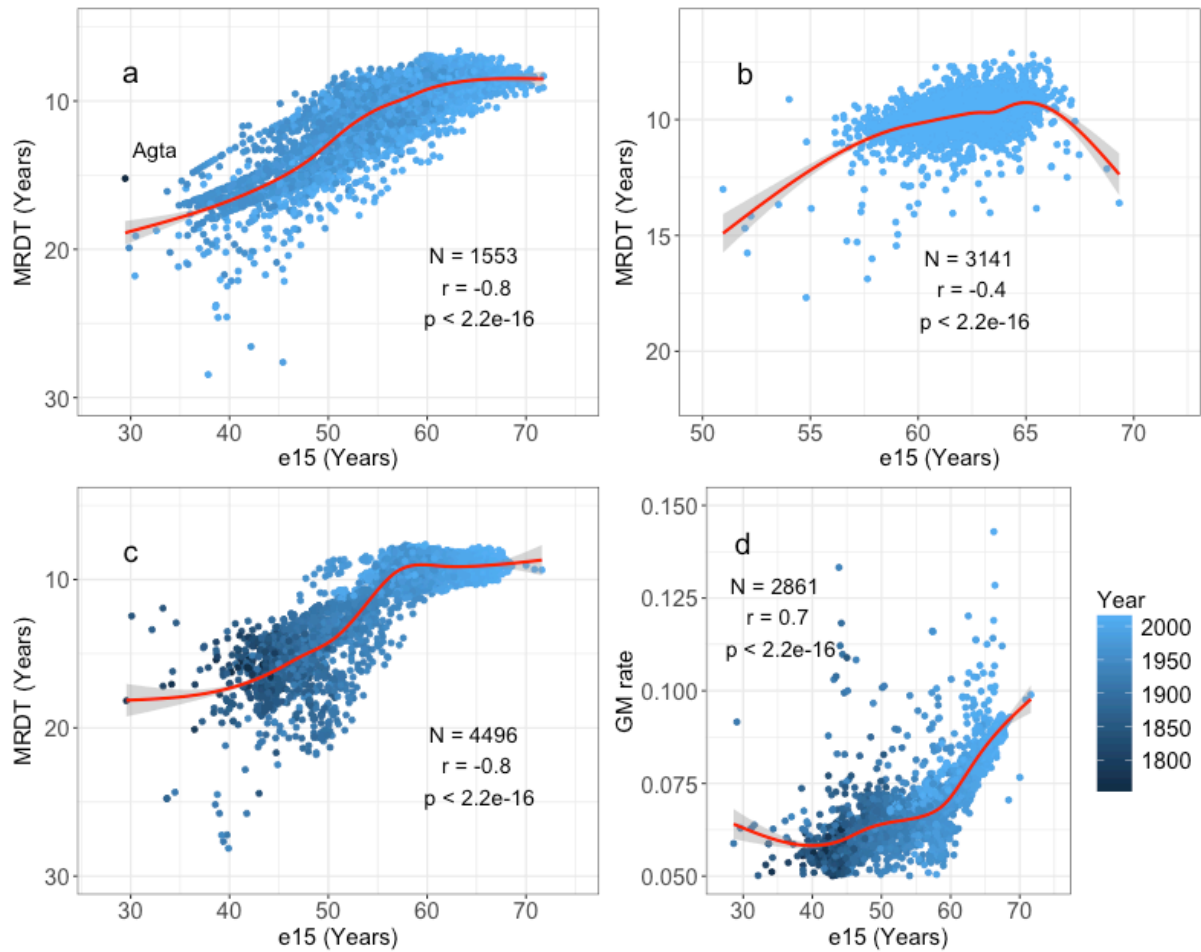 a
Agta
N = 1553
r = -0.8
p < 2.2e-16
10
20
30
MRDT (Years)
30 40 50 60 70
e15 (Years)
b
N = 3141
r = -0.4
p < 2.2e-16
10
15
20
MRDT (Years)
50 55 60 65 70
e15 (Years)
c
N = 4496
r = -0.8
p < 2.2e-16
10
20
30
MRDT (Years)
30 40 50 60 70
e15 (Years)
d
N = 2861
r = 0.7
p < 2.2e-16
0.150
0.125
0.100
0.075
0.050
GM rate
30 40 50 60 70
e15 (Years)
Year
2000
1950
1900
1850
1800